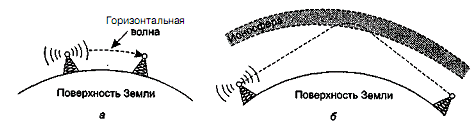 Горизонтальная
волна
Поверхность Земли
а
Ионосфера
Поверхность Земли
б